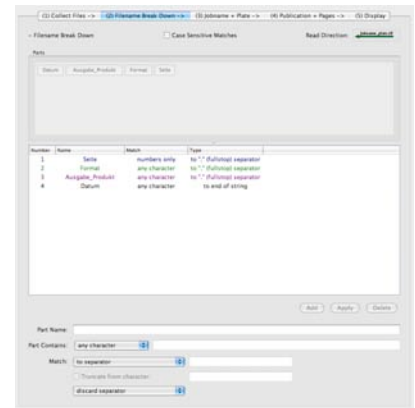 (1) Collect Files -> (2) Filename Break Down -> (3) Jobname + Plate -> (4) Publication + Pages -> (5) Display
Filename Break Down Case Sensitive Matches Read Direction:
Parts
Datum Ausgabe_Produkt Format Seite
Number Name Match Type
1 Seite numbers only to "." (fullstop) separator
2 Format any character to "." (fullstop) separator
3 Ausgabe_Produkt any character to "." (fullstop) separator
4 Datum any character to end of string
Add Apply Delete
Part Name:
Part Contains: any character
Match: to separator
Truncate from character:
discard separator